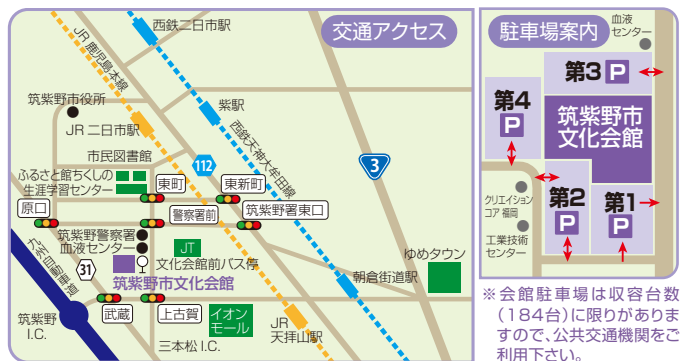 交通アクセス
西鉄二日市駅
JR 鹿児島本線
筑紫野市役所
紫駅
JR 二日市駅
西鉄天神大牟田線
3
市民図書館
112
ふるさと館ちくしの
生涯学習センター
東町
東新町
原口
警察署前
筑紫野署東口
筑紫野警察署
血液センター
JT
文化会館前バス停
ゆめタウン
九州自動車道
31
筑紫野市文化会館
朝倉街道駅
筑紫野
I.C.
武蔵
上古賀
イオン
モール
JR
天拝山駅
三本松 I.C.
駐車場案内
血液
センター
第3 P
第4
P
筑紫野市
文化会館
クリエイション
コア 福岡
第2
P
第1
P
工業技術
センター
※会館駐車場は収容台数
(184台)に限りがありま
すので、公共交通機関をご
利用下さい。